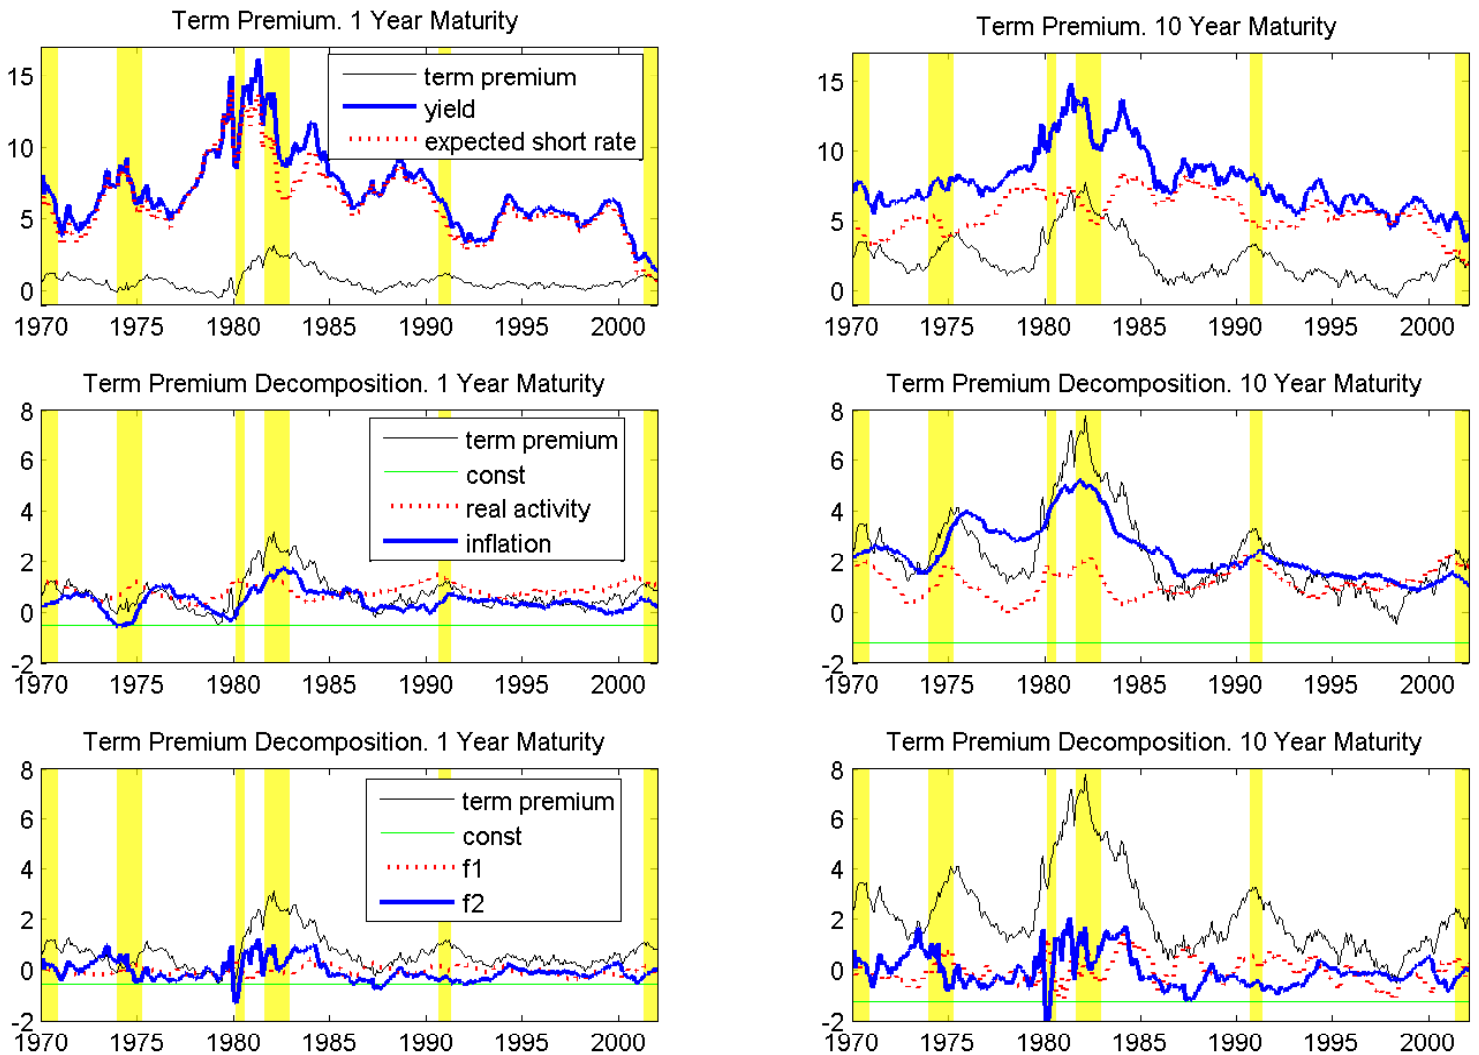 Term Premium. 1 Year Maturity
15
10
5
0
term premium
yield
expected short rate
1970 1975 1980 1985 1990 1995 2000
Term Premium. 10 Year Maturity
15
10
5
0
1970 1975 1980 1985 1990 1995 2000
Term Premium Decomposition. 1 Year Maturity
8
6
4
2
0
-2
term premium
const
real activity
inflation
1970 1975 1980 1985 1990 1995 2000
Term Premium Decomposition. 10 Year Maturity
8
6
4
2
0
-2
1970 1975 1980 1985 1990 1995 2000
Term Premium Decomposition. 1 Year Maturity
8
6
4
2
0
-2
term premium
const
f1
f2
1970 1975 1980 1985 1990 1995 2000
Term Premium Decomposition. 10 Year Maturity
8
6
4
2
0
-2
1970 1975 1980 1985 1990 1995 2000